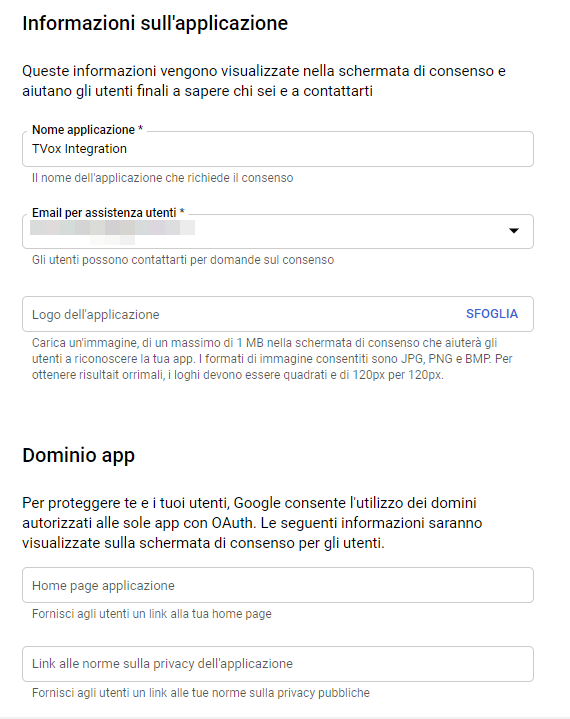 Informazioni sull'applicazione
Queste informazioni vengono visualizzate nella schermata di consenso e
aiutano gli utenti finali a sapere chi sei e a contattarti
Nome applicazione *
TVox Integration
Il nome dell'applicazione che richiede il consenso
Email per assistenza utenti *
Gli utenti possono contattarti per domande sul consenso
Logo dell'applicazione SFOGLIA
Carica un'immagine, di un massimo di 1 MB nella schermata di consenso che aiuterà gli
utenti a riconoscere la tua app. I formati di immagine consentiti sono JPG, PNG e BMP. Per
ottenere risultait orrimali, i loghi devono essere quadrati e di 120px per 120px.
Dominio app
Per proteggere te e i tuoi utenti, Google consente l'utilizzo dei domini
autorizzati alle sole app con OAuth. Le seguenti informazioni saranno
visualizzate sulla schermata di consenso per gli utenti.
Home page applicazione
Fornisci agli utenti un link alla tua home page
Link alle norme sulla privacy dell'applicazione
Fornisci agli utenti un link alle tue norme sulla privacy pubbliche